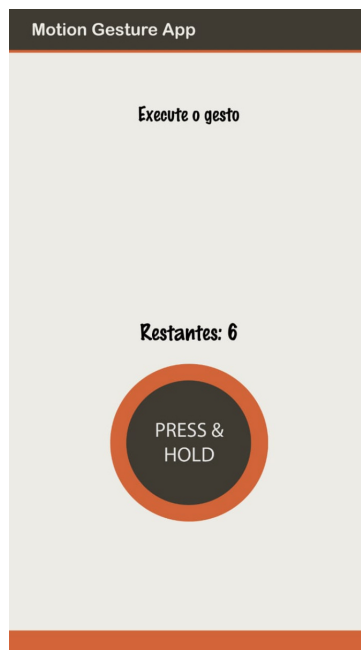 Motion Gesture App
Execute o gesto
Restantes: 6
PRESS &
HOLD